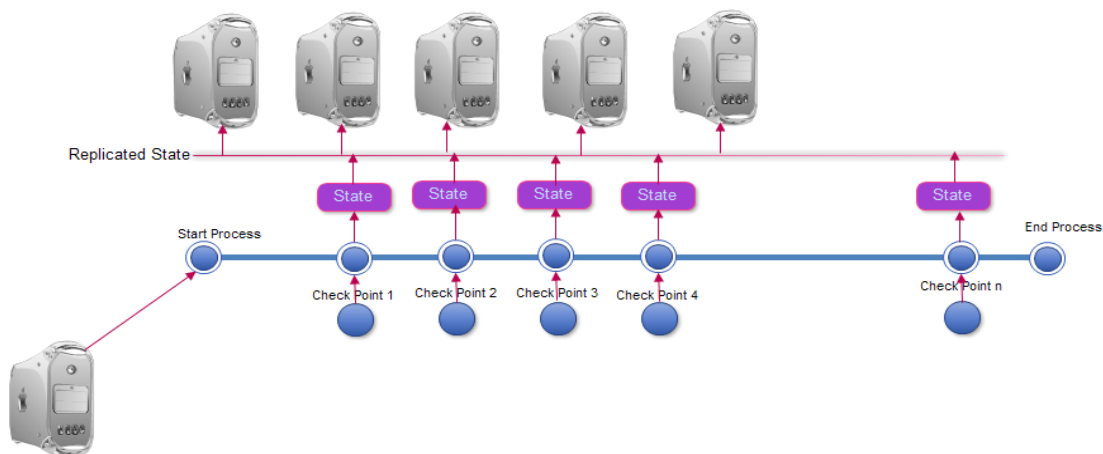 Replicated State
State
State
State
State
State
Start Process
End Process
Check Point 1
Check Point 2
Check Point 3
Check Point 4
Check Point n